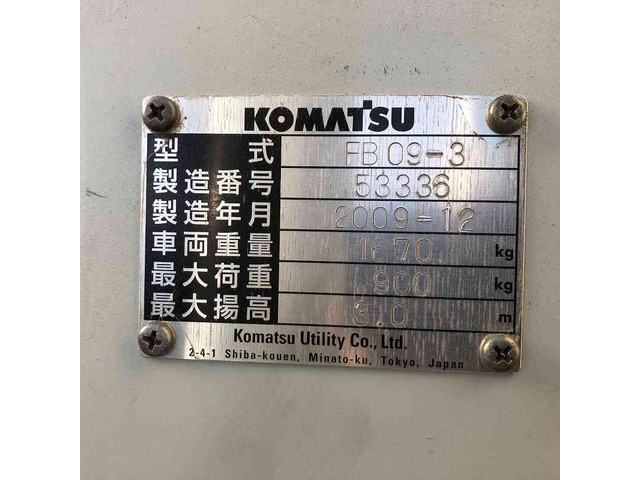 KOMATSU
型式 FB09-3
製造番号 53336
製造年月 2009-12
車両重量 1670 kg
最大荷重 900 kg
最大揚高 3.0 m
Komatsu Utility Co., Ltd.
2-4-1 Shiba-kouen, Minato-ku, Tokyo, Japan